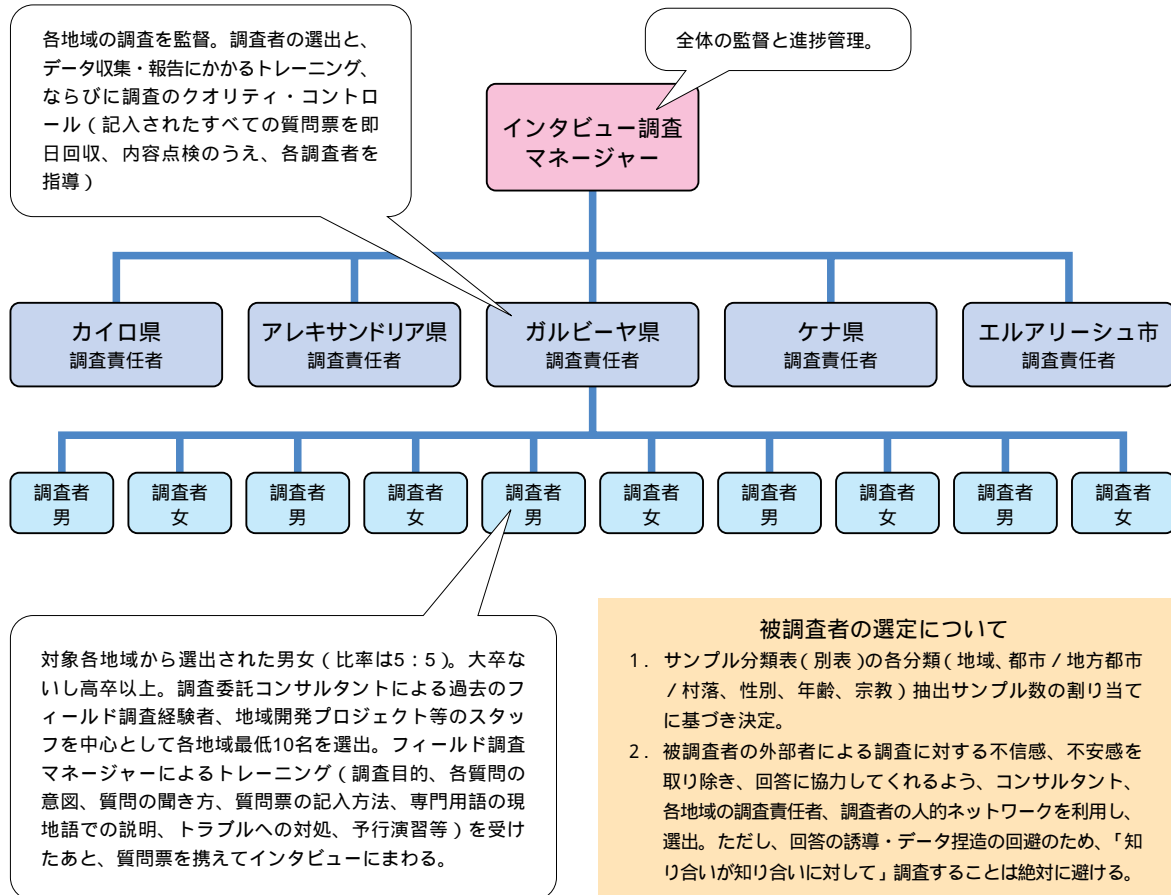 各地域の調査を監督。調査者の選出と、
データ収集・報告にかかるトレーニング、
ならびに調査のクオリティ・コントロ
ール（記入されたすべての質問票を即
日回収、内容点検のうえ、各調査者を
指導）
全体の監督と進捗管理。
インタビュー調査
マネージャー
カイロ県
調査責任者
アレキサンドリア県
調査責任者
ガルビーヤ県
調査責任者
ケナ県
調査責任者
エルアリーシュ市
調査責任者
調査者
男
調査者
女
調査者
男
調査者
女
調査者
男
調査者
女
調査者
男
調査者
女
調査者
男
調査者
女
対象各地域から選出された男女（比率は5：5）。大卒な
いし高卒以上。調査委託コンサルタントによる過去のフ
ィールド調査経験者、地域開発プロジェクト等のスタッ
フを中心として各地域最低10名を選出。フィールド調査
マネージャーによるトレーニング（調査目的、各質問の
意図、質問の聞き方、質問票の記入方法、専門用語の現
地語での説明、トラブルへの対処、予行演習等）を受け
たあと、質問票を携えてインタビューにまわる。
被調査者の選定について
1．サンプル分類表（別表）の各分類（地域、都市／地方都市
／村落、性別、年齢、宗教）抽出サンプル数の割り当て
に基づき決定。
2．被調査者の外部者による調査に対する不信感、不安感を
取り除き、回答に協力してくれるよう、コンサルタント、
各地域の調査責任者、調査者の人的ネットワークを利用し、
選出。ただし、回答の誘導・データ捏造の回避のため、「知
り合いが知り合いに対して」調査することは絶対に避ける。